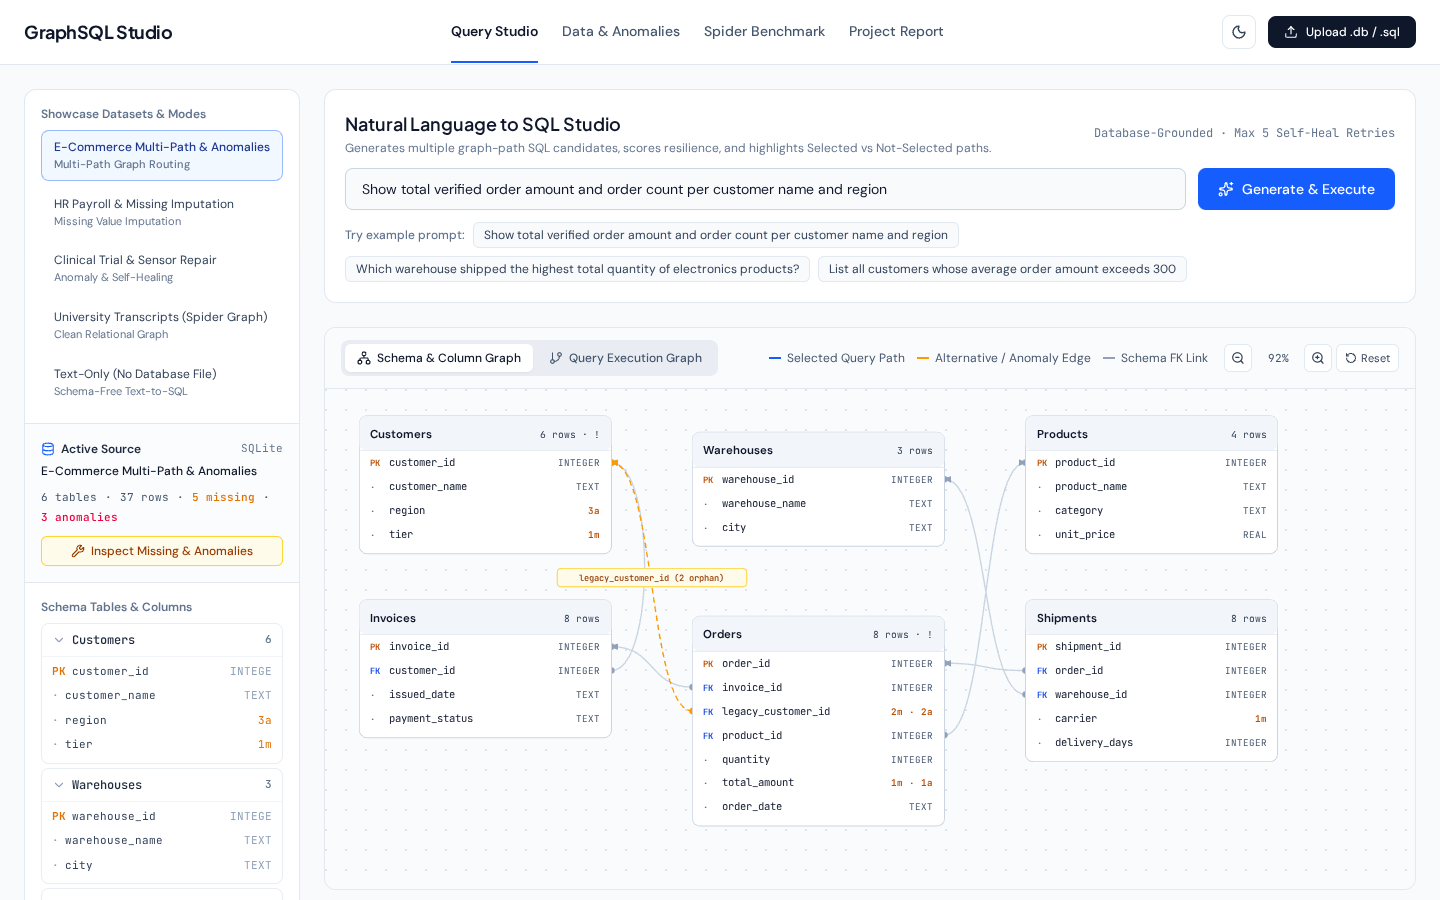 GraphSQL Studio
Query Studio
Data & Anomalies
Spider Benchmark
Project Report
Upload .db / .sql
Showcase Datasets & Modes
E-Commerce Multi-Path & Anomalies
Multi-Path Graph Routing
HR Payroll & Missing Imputation
Missing Value Imputation
Clinical Trial & Sensor Repair
Anomaly & Self-Healing
University Transcripts (Spider Graph)
Clean Relational Graph
Text-Only (No Database File)
Schema-Free Text-to-SQL
Active Source SQLite
E-Commerce Multi-Path & Anomalies
6 tables · 37 rows · 5 missing ·
3 anomalies
Inspect Missing & Anomalies
Schema Tables & Columns
Customers 6
PK customer_id INTEGE
· customer_name TEXT
· region 3a
· tier 1m
Warehouses 3
PK warehouse_id INTEGE
· warehouse_name TEXT
· city TEXT
Natural Language to SQL Studio
Generates multiple graph-path SQL candidates, scores resilience, and highlights Selected vs Not-Selected paths.
Database-Grounded · Max 5 Self-Heal Retries
Show total verified order amount and order count per customer name and region
Generate & Execute
Try example prompt:
Show total verified order amount and order count per customer name and region
Which warehouse shipped the highest total quantity of electronics products?
List all customers whose average order amount exceeds 300
Schema & Column Graph
Query Execution Graph
Selected Query Path
Alternative / Anomaly Edge
Schema FK Link
92%
Reset
Customers 6 rows · !
PK customer_id INTEGER
· customer_name TEXT
· region 3a
· tier 1m
Warehouses 3 rows
PK warehouse_id INTEGER
· warehouse_name TEXT
· city TEXT
Products 4 rows
PK product_id INTEGER
· product_name TEXT
· category TEXT
· unit_price REAL
legacy_customer_id (2 orphan)
Invoices 8 rows
PK invoice_id INTEGER
FK customer_id INTEGER
· issued_date TEXT
· payment_status TEXT
Orders 8 rows · !
PK order_id INTEGER
FK invoice_id INTEGER
FK legacy_customer_id 2m · 2a
FK product_id INTEGER
· quantity INTEGER
· total_amount 1m · 1a
· order_date TEXT
Shipments 8 rows
PK shipment_id INTEGER
FK order_id INTEGER
FK warehouse_id INTEGER
· carrier 1m
· delivery_days INTEGER